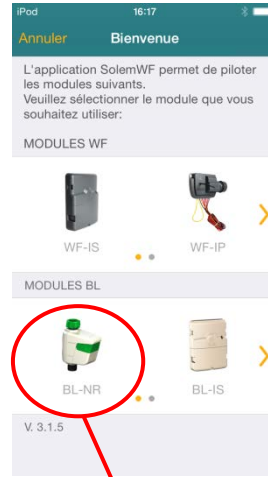 iPod 16:17
Annuler Bienvenue
L'application SolemWF permet de piloter
les modules suivants.
Veuillez sélectionner le module que vous
souhaitez utiliser:
MODULES WF
WF-IS WF-IP
MODULES BL
BL-NR BL-IS
V. 3.1.5